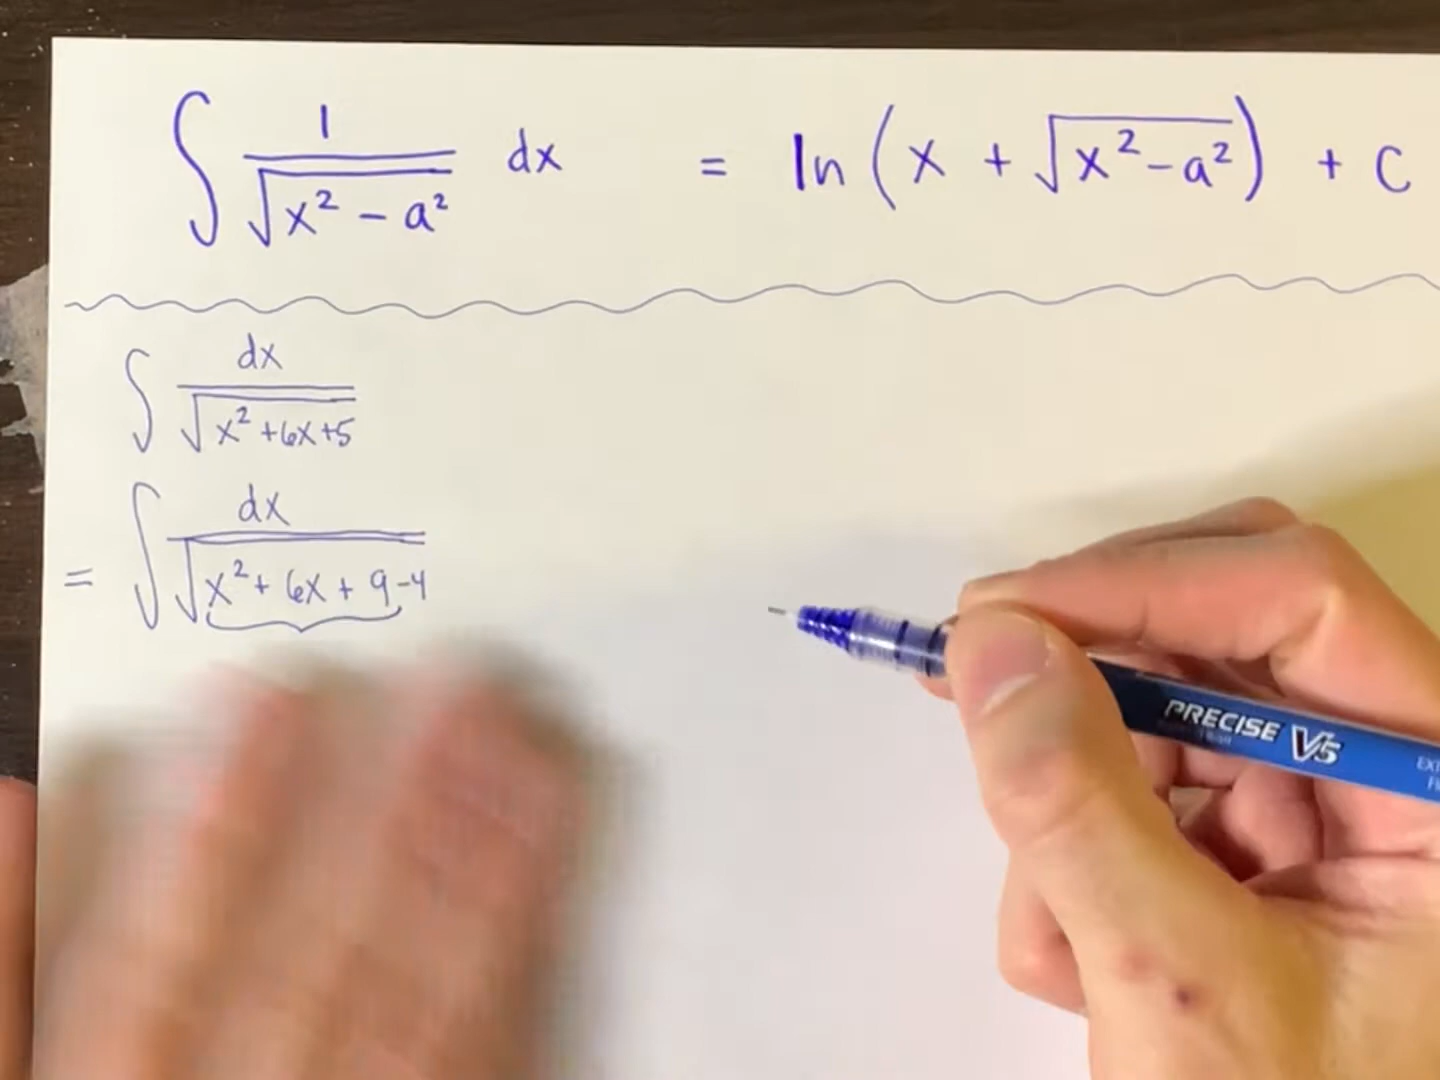 ∫ 1/√(x² − a²) dx = ln(x + √(x² − a²)) + C
∫ dx/√(x² + 6x + 5)
= ∫ dx/√(x² + 6x + 9 − 4)
PRECISE V5